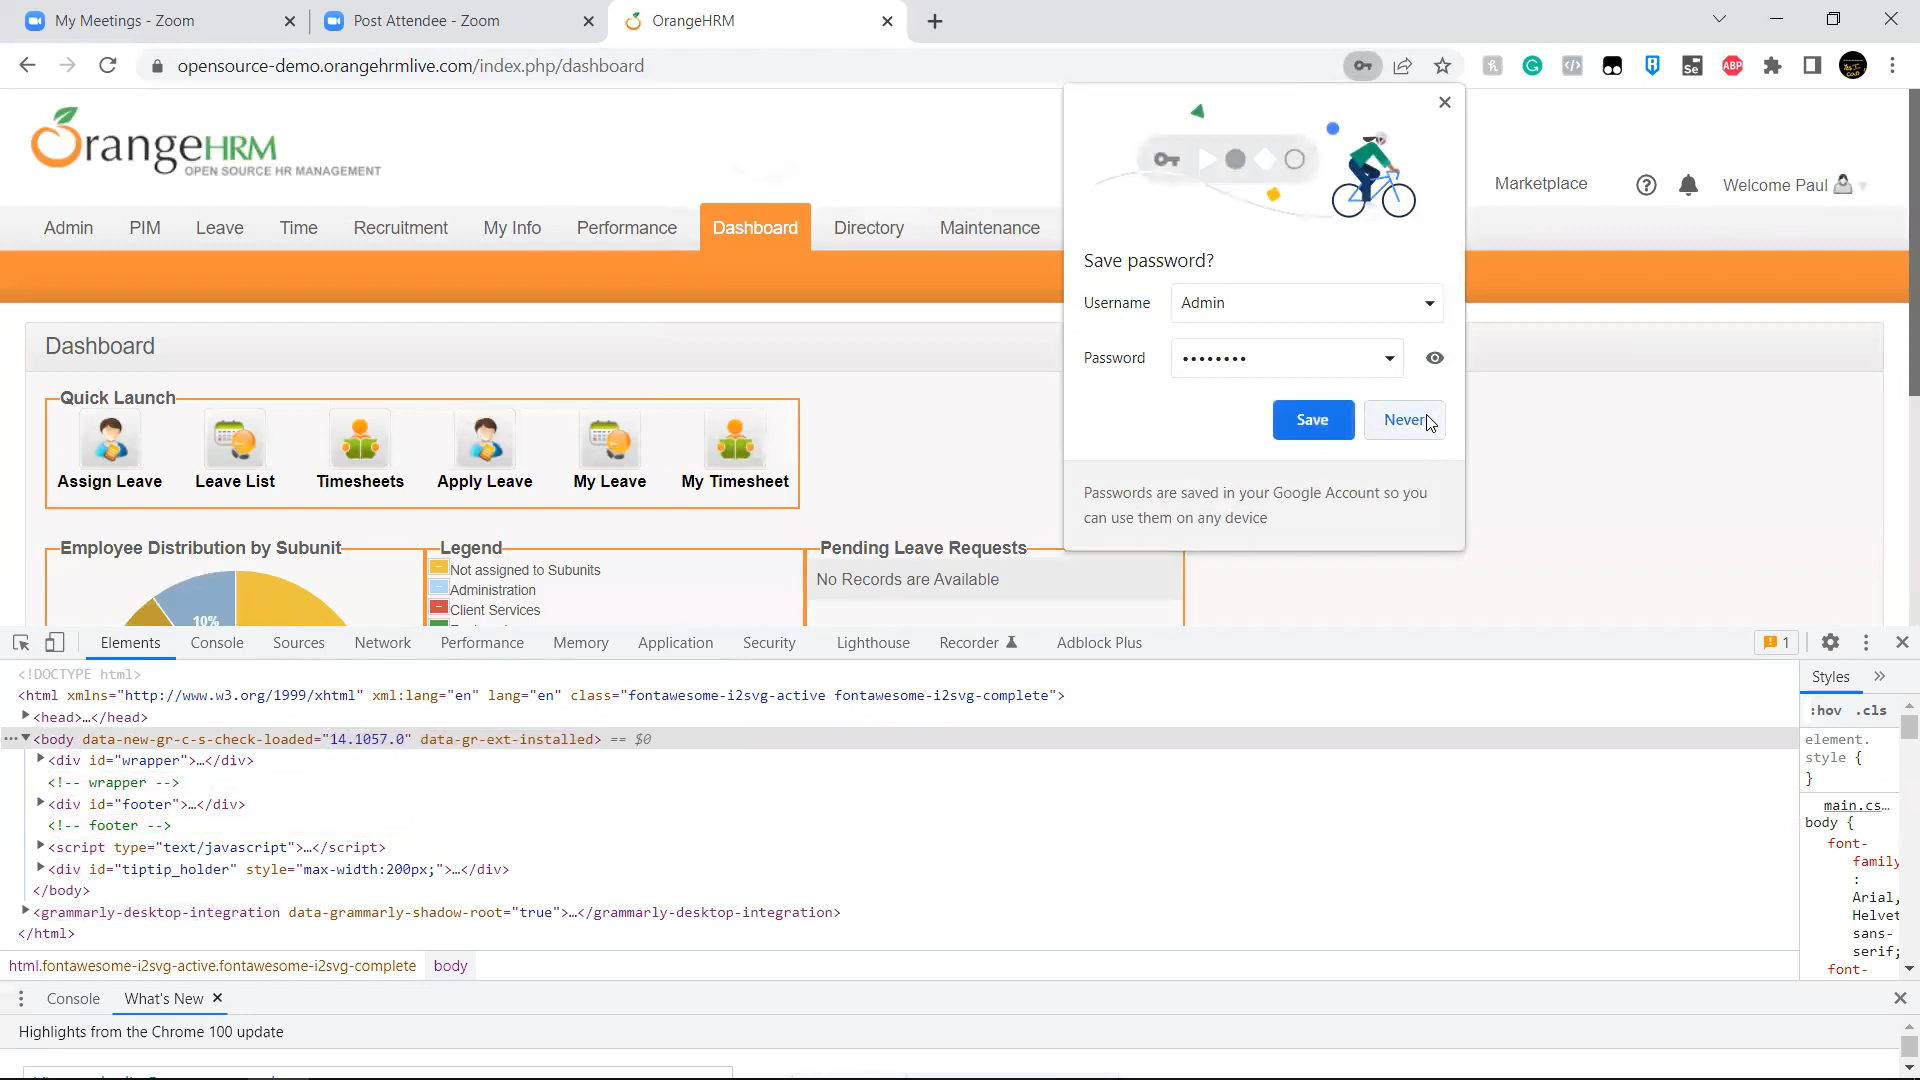 My Meetings - Zoom
Post Attendee - Zoom
OrangeHRM
opensource-demo.orangehrmlive.com/index.php/dashboard
Se
ABP
OrangeHRM
OPEN SOURCE HR MANAGEMENT
Marketplace
Welcome Paul
Admin
PIM
Leave
Time
Recruitment
My Info
Performance
Dashboard
Directory
Maintenance
Save password?
Username
Admin
Password
••••••••
Save
Never
Passwords are saved in your Google Account so you
can use them on any device
Dashboard
Quick Launch
Assign Leave
Leave List
Timesheets
Apply Leave
My Leave
My Timesheet
Employee Distribution by Subunit
10%
Legend
Not assigned to Subunits
Administration
Client Services
Pending Leave Requests
No Records are Available
Elements
Console
Sources
Network
Performance
Memory
Application
Security
Lighthouse
Recorder
Adblock Plus
1
<!DOCTYPE html>
<html xmlns="http://www.w3.org/1999/xhtml" xml:lang="en" lang="en" class="fontawesome-i2svg-active fontawesome-i2svg-complete">
<head>…</head>
<body data-new-gr-c-s-check-loaded="14.1057.0" data-gr-ext-installed> == $0
<div id="wrapper">…</div>
<!-- wrapper -->
<div id="footer">…</div>
<!-- footer -->
<script type="text/javascript">…</script>
<div id="tiptip_holder" style="max-width:200px;">…</div>
</body>
<grammarly-desktop-integration data-grammarly-shadow-root="true">…</grammarly-desktop-integration>
</html>
html.fontawesome-i2svg-active.fontawesome-i2svg-complete
body
Styles
:hov .cls
element.
style {
}
main.cs…
body {
font-
family
:
Arial,
Helvet
sans-
serif;
font-
Console
What's New
Highlights from the Chrome 100 update